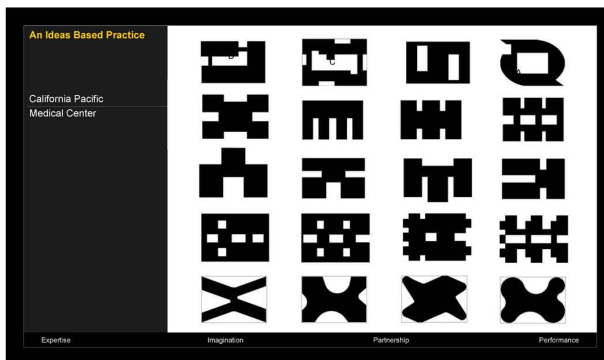 An Ideas Based Practice
California Pacific
Medical Center
C
Expertise
Imagination
Partnership
Performance